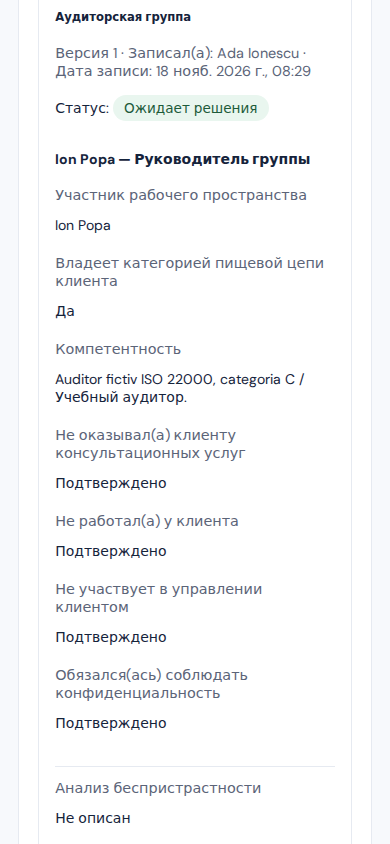 Аудиторская группа
Версия 1 · Записал(а): Ada Ionescu ·
Дата записи: 18 нояб. 2026 г., 08:29
Статус: Ожидает решения
Ion Popa — Руководитель группы
Участник рабочего пространства
Ion Popa
Владеет категорией пищевой цепи
клиента
Да
Компетентность
Auditor fictiv ISO 22000, categoria C /
Учебный аудитор.
Не оказывал(а) клиенту
консультационных услуг
Подтверждено
Не работал(а) у клиента
Подтверждено
Не участвует в управлении
клиентом
Подтверждено
Обязался(ась) соблюдать
конфиденциальность
Подтверждено
Анализ беспристрастности
Не описан